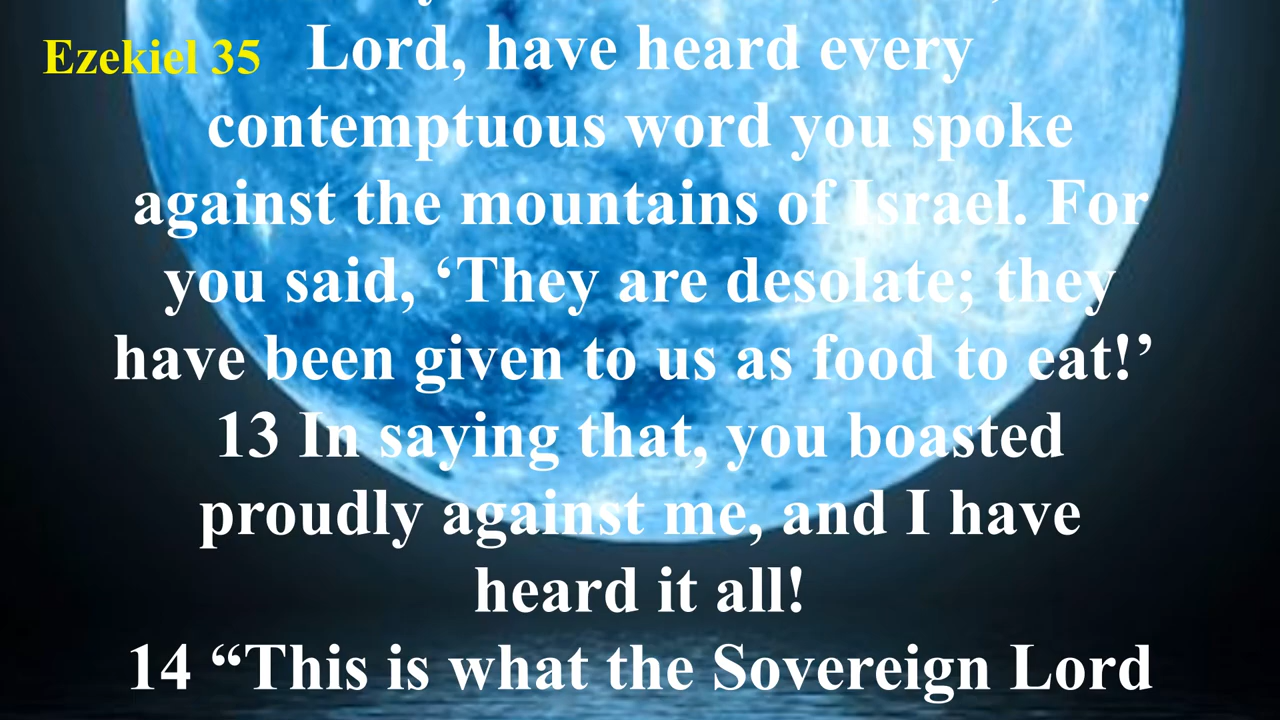 Ezekiel 35
Lord, have heard every
contemptuous word you spoke
against the mountains of Israel. For
you said, ‘They are desolate; they
have been given to us as food to eat!’
13 In saying that, you boasted
proudly against me, and I have
heard it all!
14 “This is what the Sovereign Lord